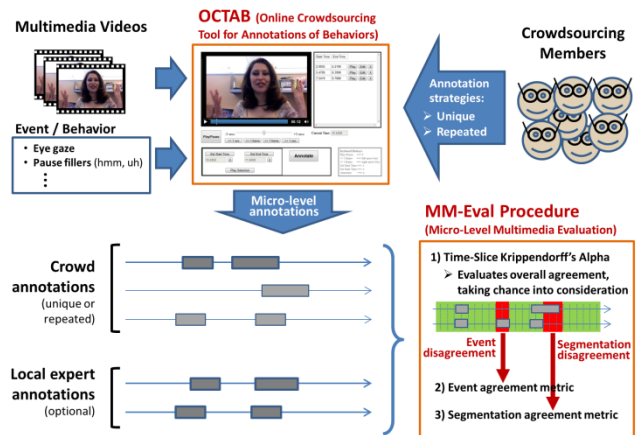 Multimedia Videos
OCTAB (Online Crowdsourcing
Tool for Annotations of Behaviors)
Crowdsourcing
Members
Annotation
strategies:
➢ Unique
➢ Repeated
Event / Behavior
• Eye gaze
• Pause fillers (hmm, uh)
⋮
Play/Pause
Annotate
Micro-level
annotations
MM-Eval Procedure
(Micro-Level Multimedia Evaluation)
1) Time-Slice Krippendorff's Alpha
➢ Evaluates overall agreement,
taking chance into consideration
Crowd
annotations
(unique or
repeated)
Event
disagreement
Segmentation
disagreement
Local expert
annotations
(optional)
2) Event agreement metric
3) Segmentation agreement metric